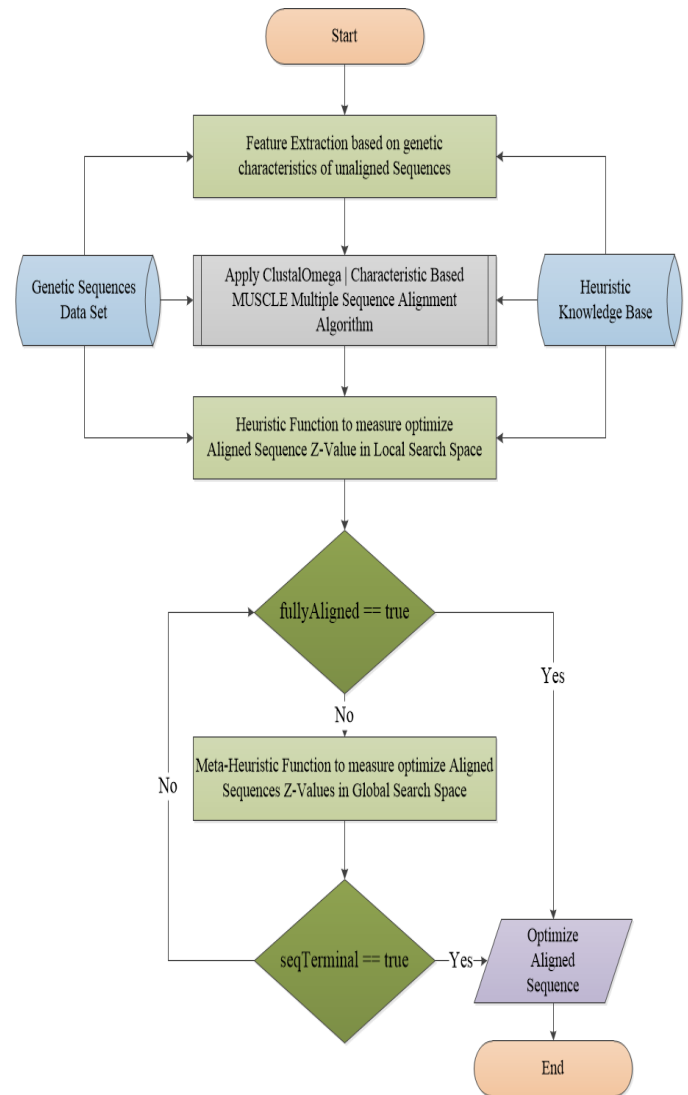 Start
Feature Extraction based on genetic
characteristics of unaligned Sequences
Genetic Sequences
Data Set
Apply ClustalOmega | Characteristic Based
MUSCLE Multiple Sequence Alignment
Algorithm
Heuristic
Knowledge Base
Heuristic Function to measure optimize
Aligned Sequence Z-Value in Local Search Space
fullyAligned == true
Yes
No
Meta-Heuristic Function to measure optimize Aligned
Sequences Z-Values in Global Search Space
No
seqTerminal == true
Yes
Optimize
Aligned
Sequence
End